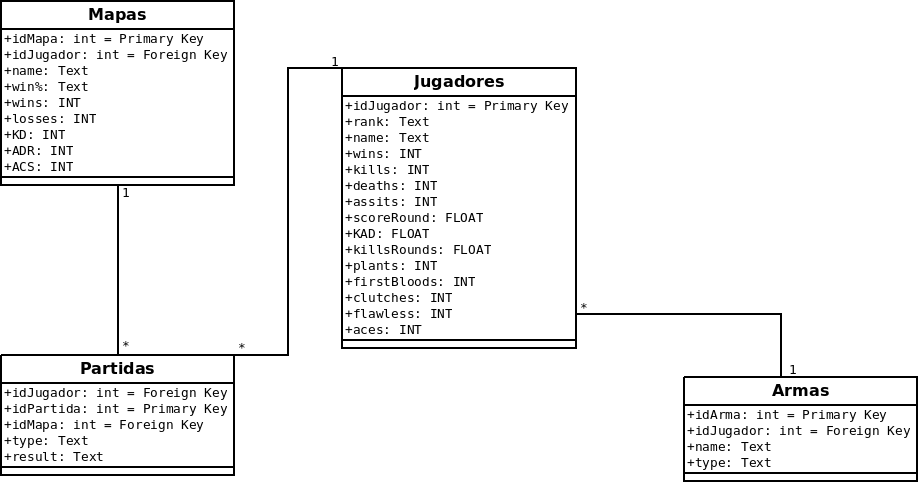 Mapas
+idMapa: int = Primary Key
+idJugador: int = Foreign Key
+name: Text
+win%: Text
+wins: INT
+losses: INT
+KD: INT
+ADR: INT
+ACS: INT
1
*
1
*
Jugadores
+idJugador: int = Primary Key
+rank: Text
+name: Text
+wins: INT
+kills: INT
+deaths: INT
+assits: INT
+scoreRound: FLOAT
+KAD: FLOAT
+killsRounds: FLOAT
+plants: INT
+firstBloods: INT
+clutches: INT
+flawless: INT
+aces: INT
*
1
Partidas
+idJugador: int = Foreign Key
+idPartida: int = Primary Key
+idMapa: int = Foreign Key
+type: Text
+result: Text
Armas
+idArma: int = Primary Key
+idJugador: int = Foreign Key
+name: Text
+type: Text